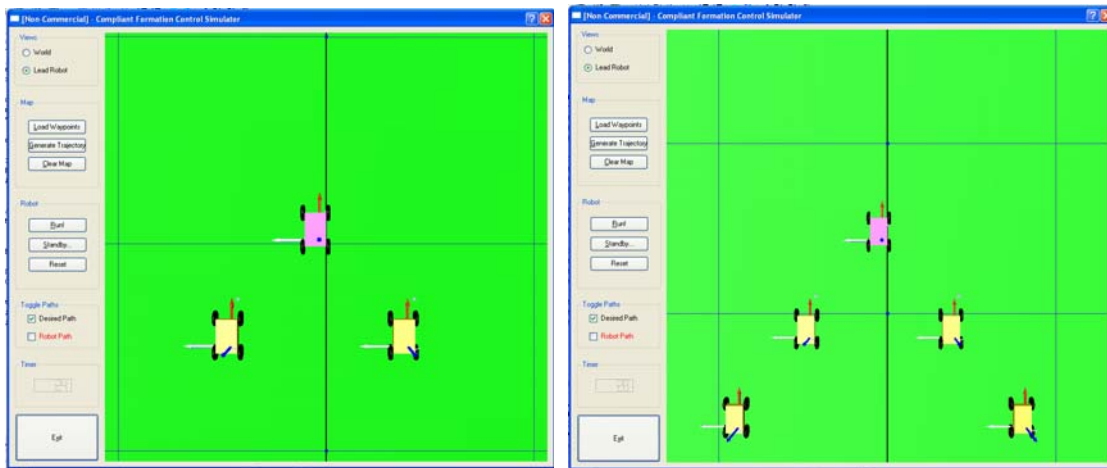 [Non Commercial] - Compliant Formation Control Simulator
Views
World
Lead Robot
Map
Load Waypoints
Generate Trajectory
Clear Map
Robot
Run!
Standby...
Reset
Toggle Paths
Desired Path
Robot Path
Timer
Exit
[Non Commercial] - Compliant Formation Control Simulator
Views
World
Lead Robot
Map
Load Waypoints
Generate Trajectory
Clear Map
Robot
Run!
Standby...
Reset
Toggle Paths
Desired Path
Robot Path
Timer
Exit